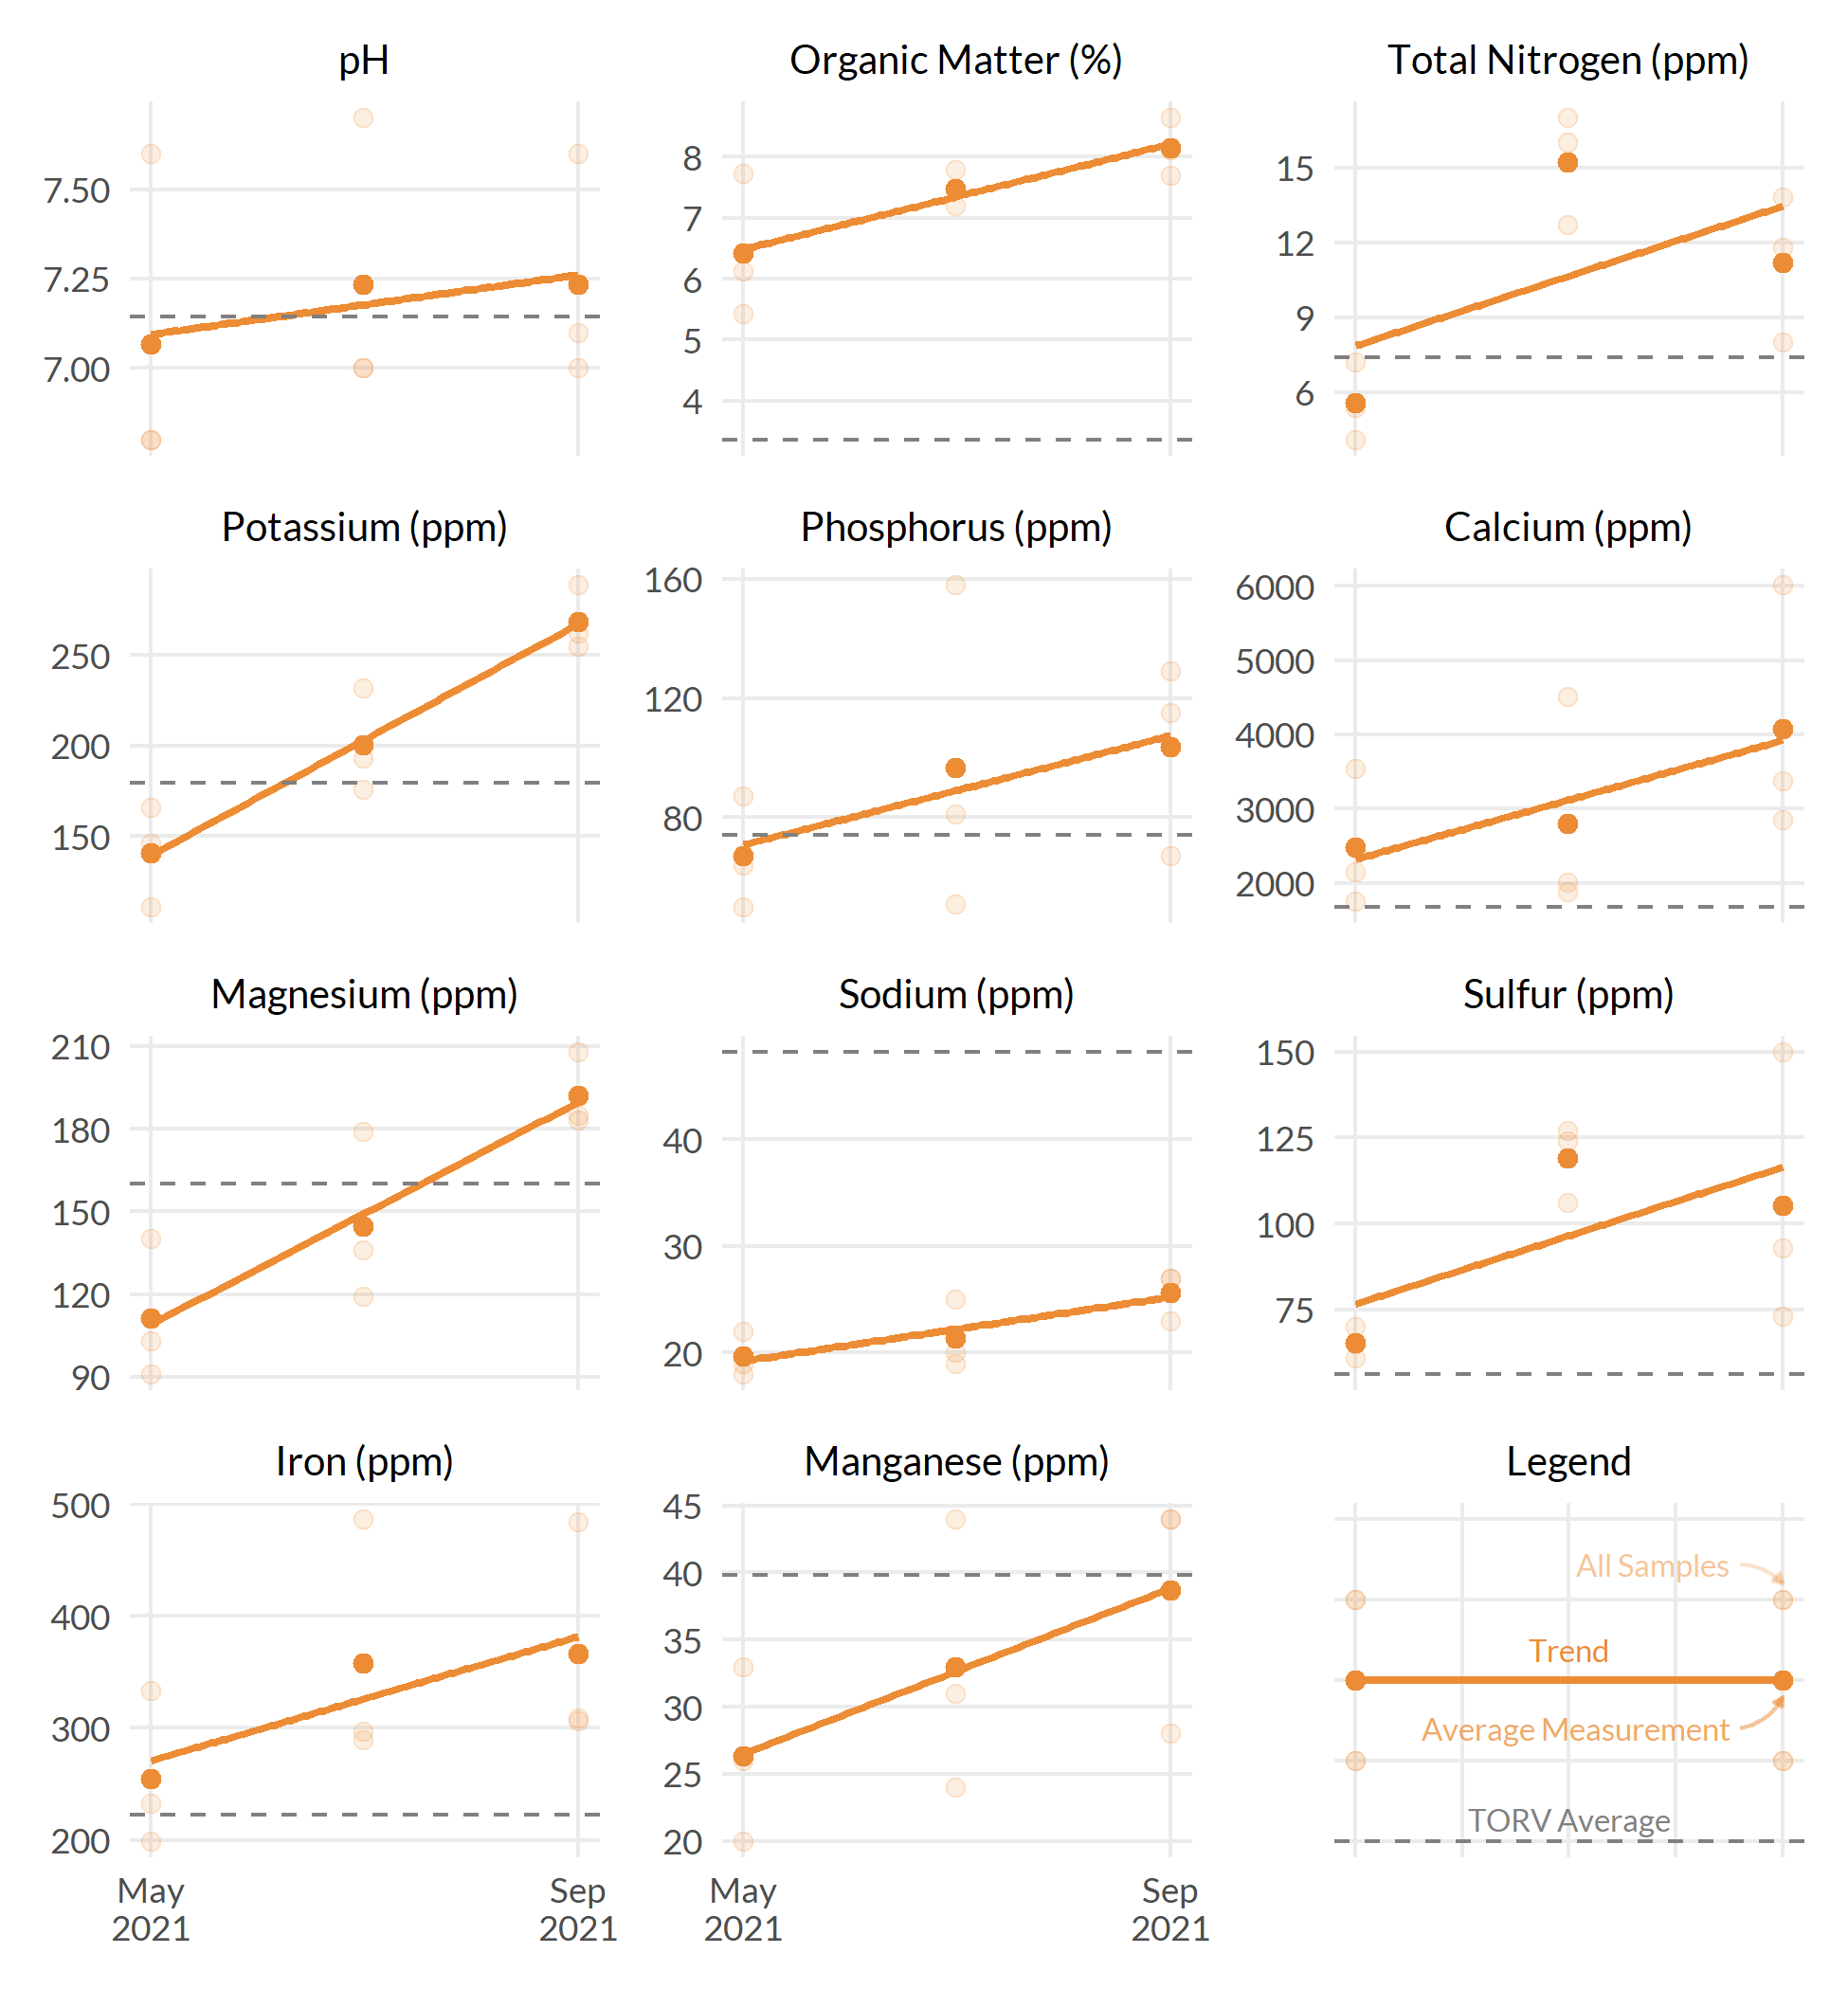 pH
Organic Matter (%)
Total Nitrogen (ppm)
7.50
7.25
7.00
8
7
6
5
4
15
12
9
6
Potassium (ppm)
Phosphorus (ppm)
Calcium (ppm)
250
200
150
160
120
80
6000
5000
4000
3000
2000
Magnesium (ppm)
Sodium (ppm)
Sulfur (ppm)
210
180
150
120
90
40
30
20
150
125
100
75
Iron (ppm)
Manganese (ppm)
Legend
500
400
300
200
45
40
35
30
25
20
All Samples
Trend
Average Measurement
TORV Average
May
2021
Sep
2021
May
2021
Sep
2021